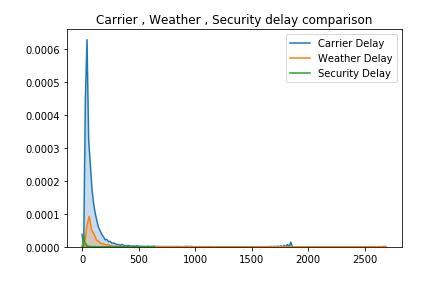 Carrier , Weather , Security delay comparison
Carrier Delay
Weather Delay
Security Delay
0.0006
0.0005
0.0004
0.0003
0.0002
0.0001
0.0000
0 500 1000 1500 2000 2500